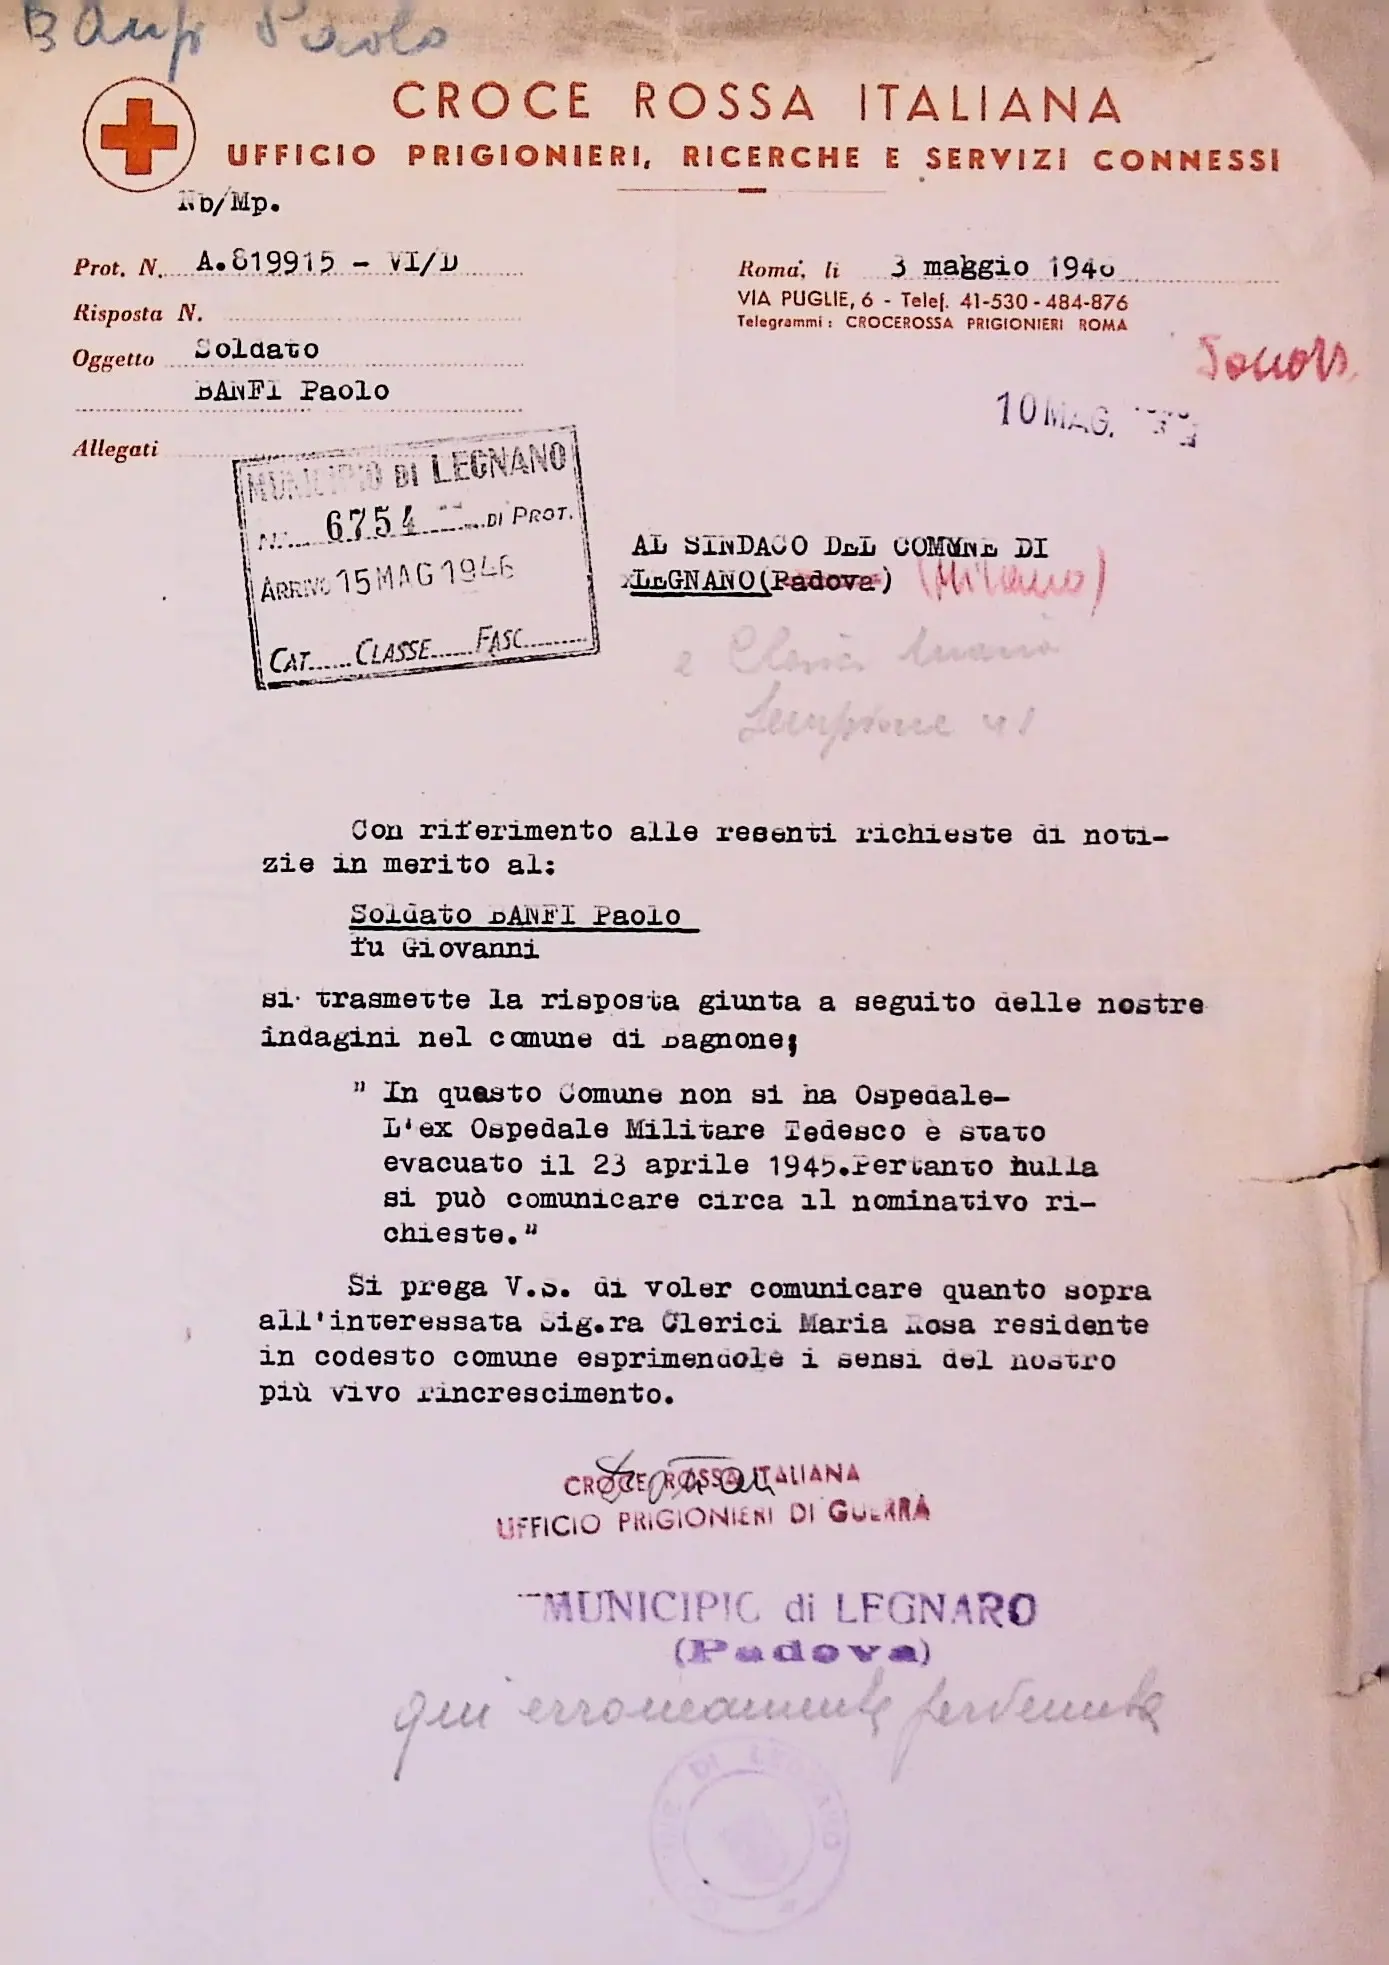 Banfi Paolo
CROCE ROSSA ITALIANA
UFFICIO PRIGIONIERI, RICERCHE E SERVIZI CONNESSI
Nb/Mp.
Prot. N. A.819915 - VI/D
Roma, li 3 maggio 1946
VIA PUGLIE, 6 - Telef. 41-530 - 484-876
Telegrammi: CROCEROSSA PRIGIONIERI ROMA
Risposta N.
Oggetto Soldato
BANFI Paolo
10 MAG.
Allegati
MUNICIPIO DI LEGNANO
N. 6754 DI PROT.
ARRIVO 15 MAG 1946
CAT...... CLASSE...... FASC.........
AL SINDACO DEL COMUNE DI
LEGNANO(Padova) (Milano)
e Maria
Sempione
Con riferimento alle resenti richieste di noti-
zie in merito al:
Soldato BANFI Paolo
fu Giovanni
si trasmette la risposta giunta a seguito delle nostre
indagini nel comune di Bagnone;
" In questo Comune non si ha Ospedale-
L'ex Ospedale Militare Tedesco è stato
evacuato il 23 aprile 1945.Pertanto nulla
si può comunicare circa il nominativo ri-
chieste."
Si prega V.S. di voler comunicare quanto sopra
all'interessata Sig.ra Clerici Maria Rosa residente
in codesto comune esprimendole i sensi del nostro
più vivo rincrescimento.
CROCE ROSSA ITALIANA
UFFICIO PRIGIONIERI DI GUERRA
MUNICIPIO di LEGNARO
(Padova)
qui erroneamente pervenuta
DI LEGNARO